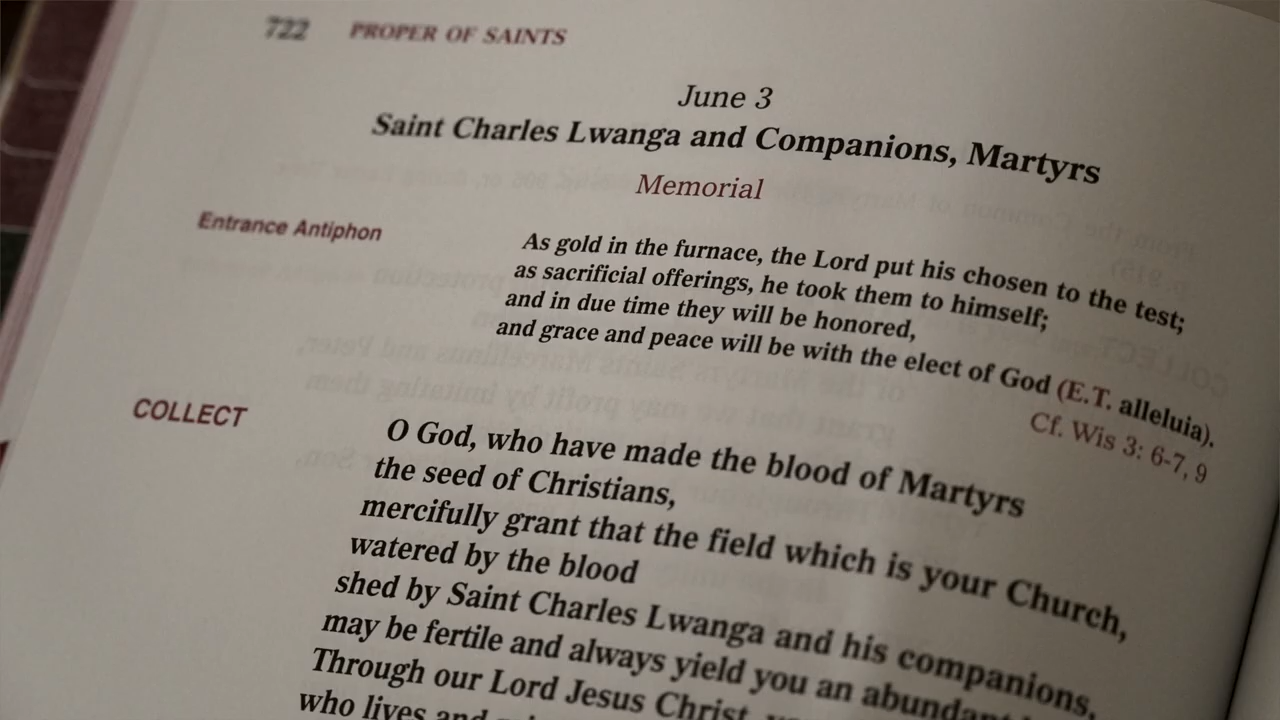 722 PROPER OF SAINTS
June 3
Saint Charles Lwanga and Companions, Martyrs
Memorial
Entrance Antiphon
As gold in the furnace, the Lord put his chosen to the test;
as sacrificial offerings, he took them to himself;
and in due time they will be honored,
and grace and peace will be with the elect of God (E.T. alleluia).
Cf. Wis 3: 6-7, 9
COLLECT
O God, who have made the blood of Martyrs
the seed of Christians,
mercifully grant that the field which is your Church,
watered by the blood
shed by Saint Charles Lwanga and his companions,
may be fertile and always yield you an abundant
Through our Lord Jesus Christ,
who lives and